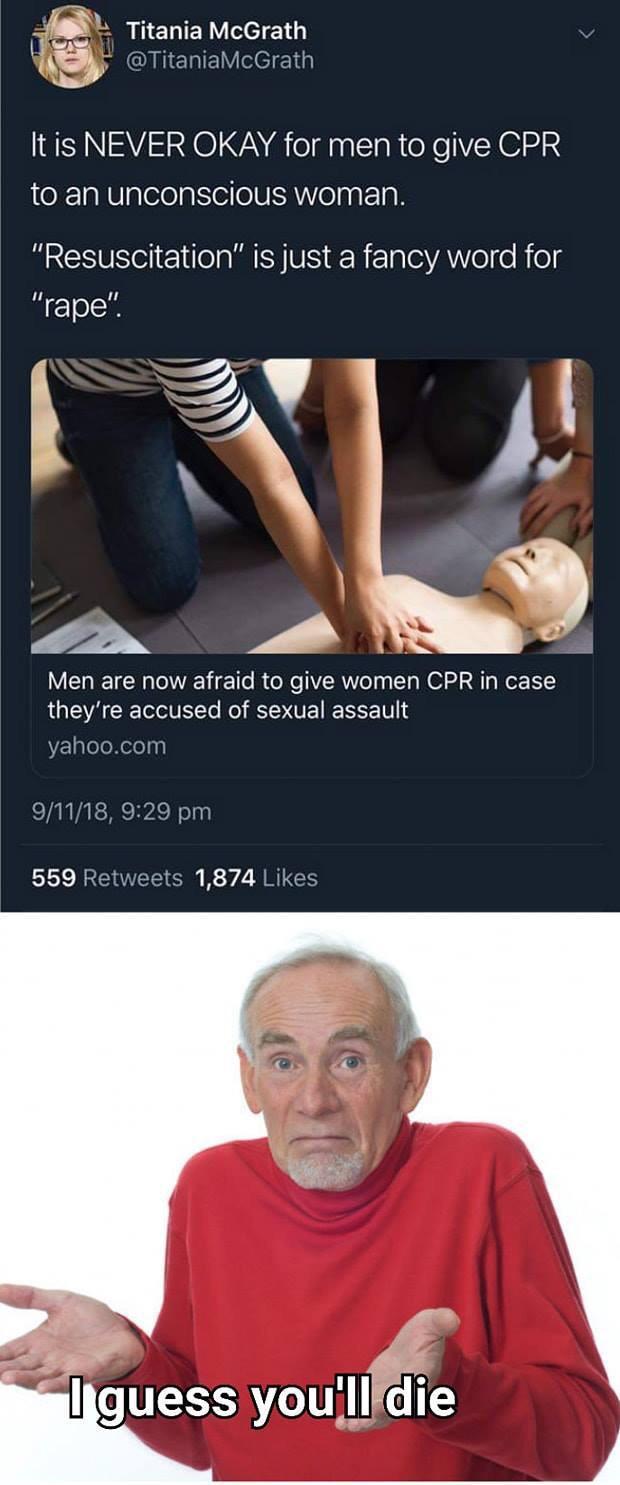 Titania McGrath
@TitaniaMcGrath
It is NEVER OKAY for men to give CPR
to an unconscious woman.
“Resuscitation” is just a fancy word for
“rape”.
Men are now afraid to give women CPR in case
they're accused of sexual assault
yahoo.com
9/11/18, 9:29 pm
559 Retweets 1,874 Likes
I guess you'll die